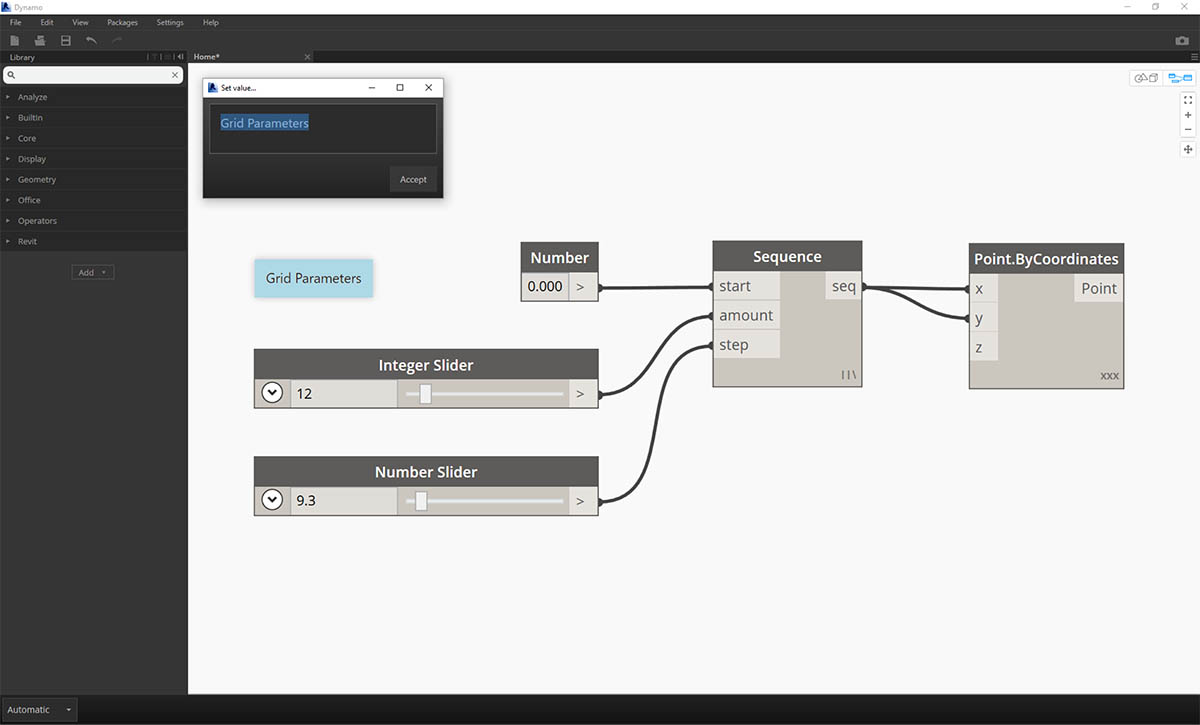 Dynamo
File Edit View Packages Settings Help
Library
Home*
Analyze
BuiltIn
Core
Display
Geometry
Office
Operators
Revit
Add
Set value...
Grid Parameters
Accept
Grid Parameters
Number
0.000 >
Integer Slider
12 >
Number Slider
9.3 >
Sequence
start seq
amount
step
Point.ByCoordinates
x Point
y
z
xxx
Automatic